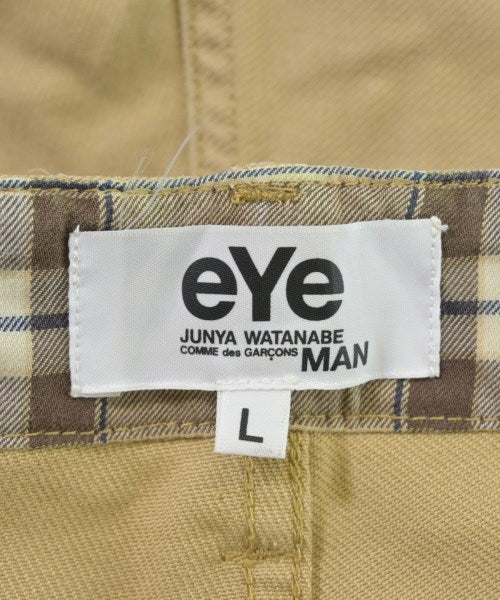 eYe
JUNYA WATANABE
COMME des GARÇONS MAN
L